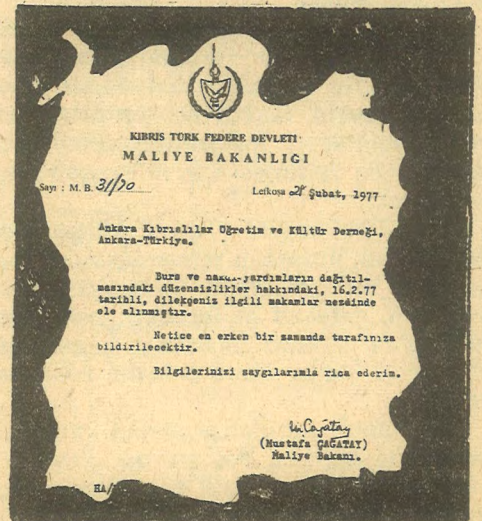 KIBRIS TÜRK FEDERE DEVLETİ
MALİYE BAKANLIĞI
Sayı : M. B. 31/70
Lefkoşa 21 Şubat, 1977
Ankara Kıbrıslılar Öğretim ve Kültür Derneği,
Ankara-Türkiye.
Burs ve yardımların dağıtıl-
masındaki düzensizlikler hakkındaki, 16.2.77
tarihli, dilekçeniz ilgili makamlar nezdinde
ele alınmıştır.
Netice en erken bir zamanda tarafınıza
bildirilecektir.
Bilgilerinizi saygılarımla rica ederim.
M. Çağatay
(Mustafa ÇAĞATAY)
Maliye Bakanı.
HA/